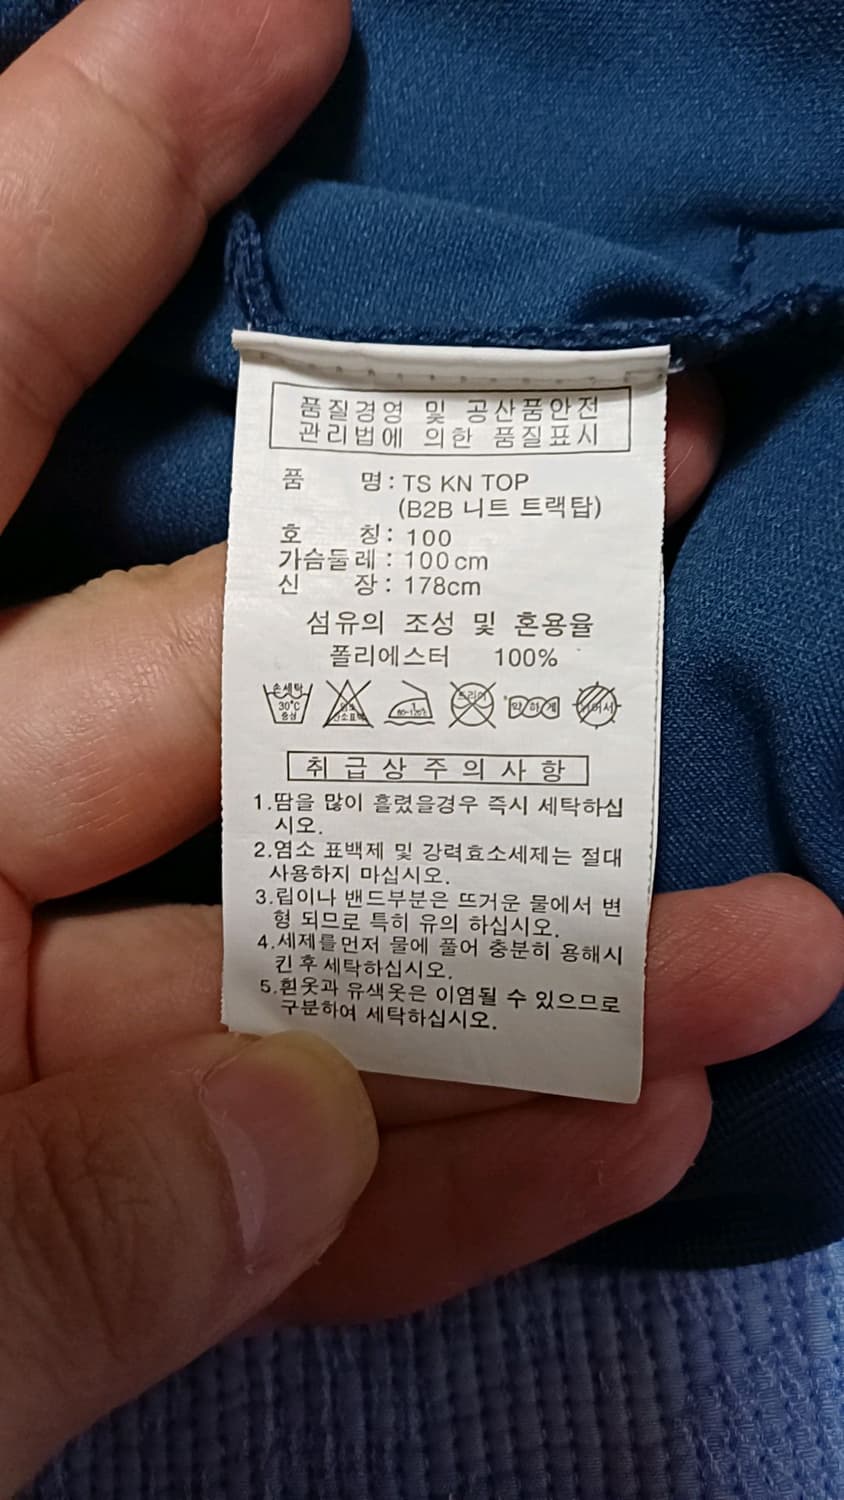 품질경영 및 공산품안전
관리법에 의한 품질표시
품 명 : TS KN TOP
(B2B 니트 트랙탑)
호 칭 : 100
가슴둘레 : 100cm
신 장 : 178cm
섬유의 조성 및 혼용율
폴리에스터 100%
손세탁 30℃ 중성
약하게
취급상주의사항
1.땀을 많이 흘렸을경우 즉시 세탁하십
시오.
2.염소 표백제 및 강력효소세제는 절대
사용하지 마십시오.
3.립이나 밴드부분은 뜨거운 물에서 변
형 되므로 특히 유의 하십시오.
4.세제를먼저 물에 풀어 충분히 용해시
킨 후 세탁하십시오.
5.흰옷과 유색옷은 이염될 수 있으므로
구분하여 세탁하십시오.